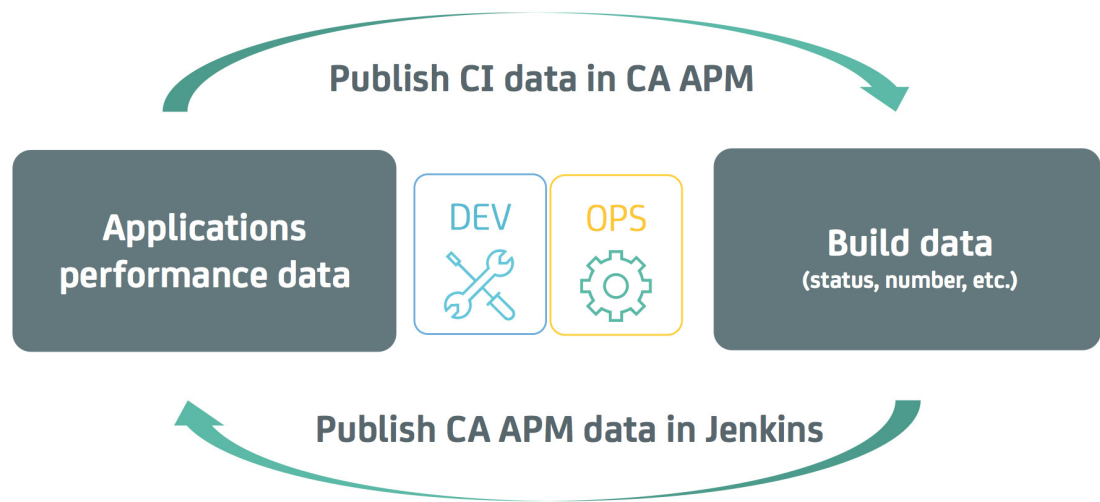 Publish CI data in CA APM
Applications
performance data
DEV
OPS
Build data
(status, number, etc.)
Publish CA APM data in Jenkins